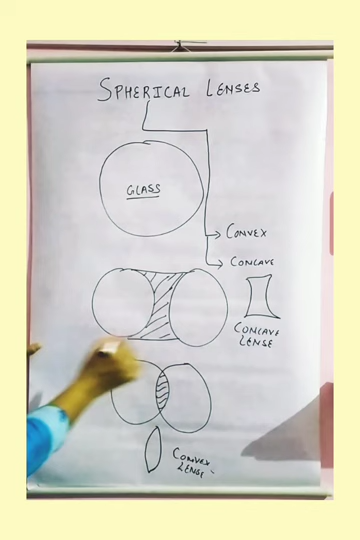 SPHERICAL LENSES
GLASS
CONVEX
CONCAVE
CONCAVE
LENSE
CONVEX
LENSE